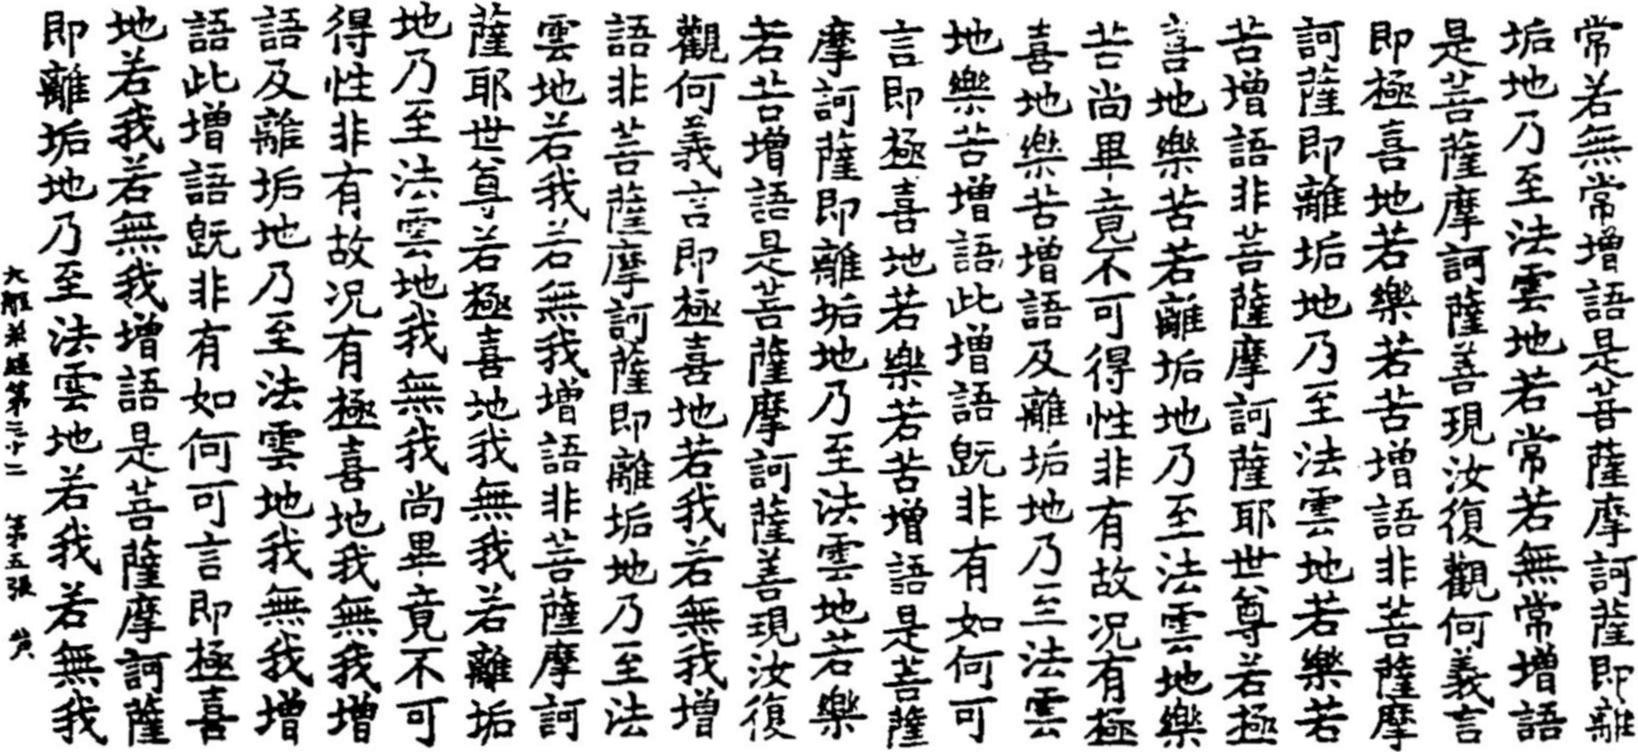 常若無常增語是菩薩摩訶薩即離
垢地乃至法雲地若常若無常增語
是菩薩摩訶薩善現汝復觀何義言
即極喜地若樂若苦增語非菩薩摩
訶薩即離垢地乃至法雲地若樂若
苦增語非菩薩摩訶薩耶世尊若極
喜地樂苦若離垢地乃至法雲地樂
苦尚畢竟不可得性非有故况有極
喜地樂苦增語及離垢地乃至法雲
地樂苦增語此增語既非有如何可
言即極喜地若樂若苦增語是菩薩
摩訶薩即離垢地乃至法雲地若樂
若苦增語是菩薩摩訶薩善現汝復
觀何義言即極喜地若我若無我增
語非菩薩摩訶薩即離垢地乃至法
雲地若我若無我增語非菩薩摩訶
薩耶世尊若極喜地我無我若離垢
地乃至法雲地我無我尚畢竟不可
得性非有故况有極喜地我無我增
語及離垢地乃至法雲地我無我增
語此增語既非有如何可言即極喜
地若我若無我增語是菩薩摩訶薩
即離垢地乃至法雲地若我若無我
大般若經第三十二 第五張